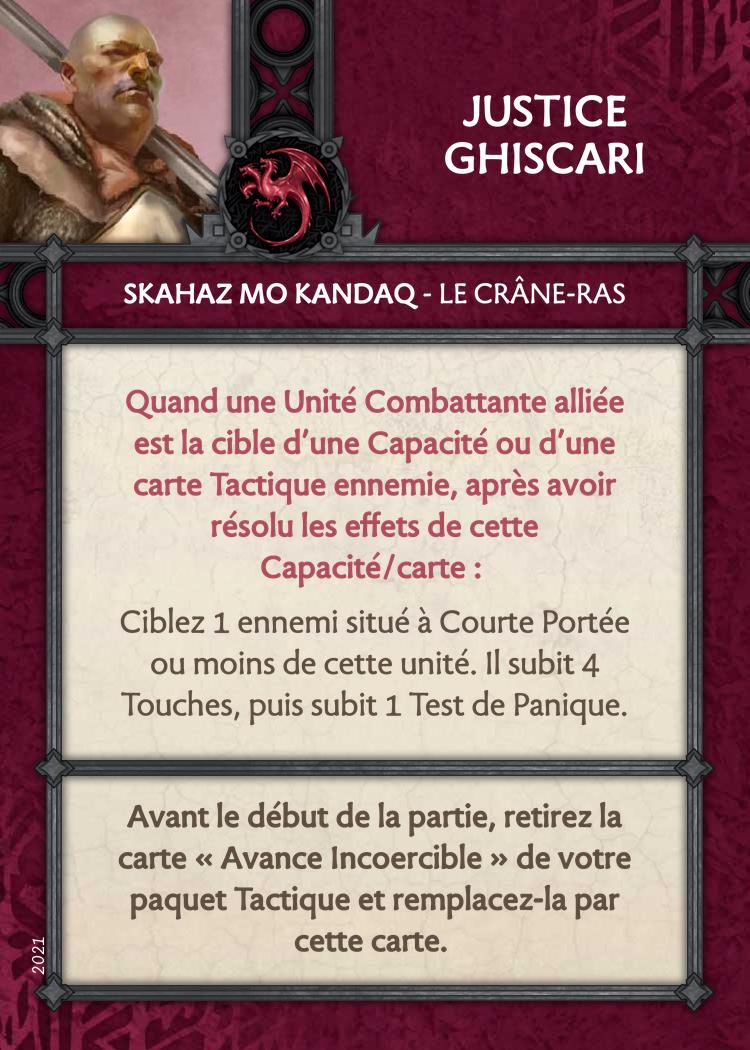 JUSTICE
GHISCARI
SKAHAZ MO KANDAQ - LE CRÂNE-RAS
Quand une Unité Combattante alliée
est la cible d'une Capacité ou d'une
carte Tactique ennemie, après avoir
résolu les effets de cette
Capacité/carte :
Ciblez 1 ennemi situé à Courte Portée
ou moins de cette unité. Il subit 4
Touches, puis subit 1 Test de Panique.
Avant le début de la partie, retirez la
carte « Avance Incoercible » de votre
paquet Tactique et remplacez-la par
cette carte.
2021